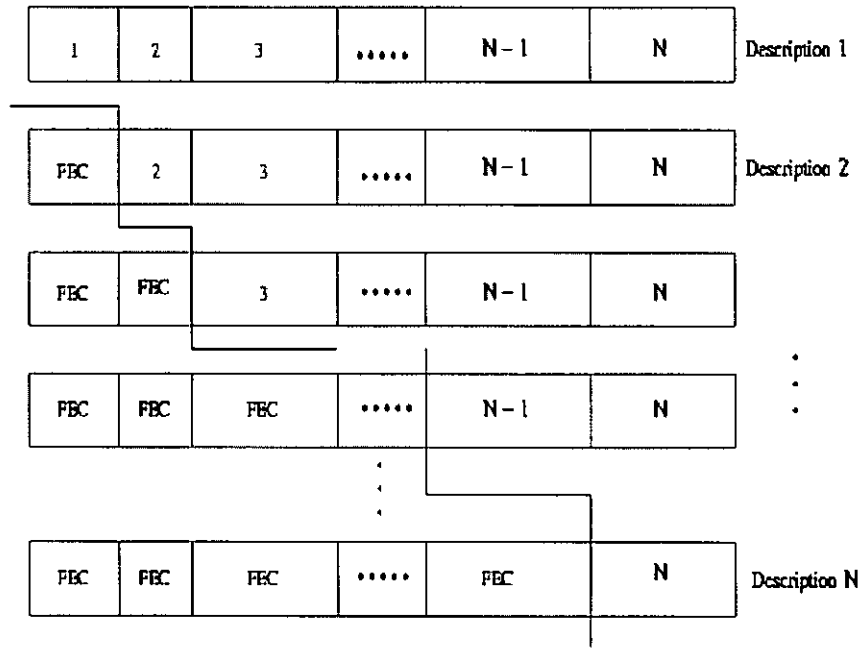 1 2 3 ..... N – 1 N Description 1
FEC 2 3 ..... N – 1 N Description 2
FEC FEC 3 ..... N – 1 N
FEC FEC FEC ..... N – 1 N
FEC FEC FEC ..... FEC N Description N